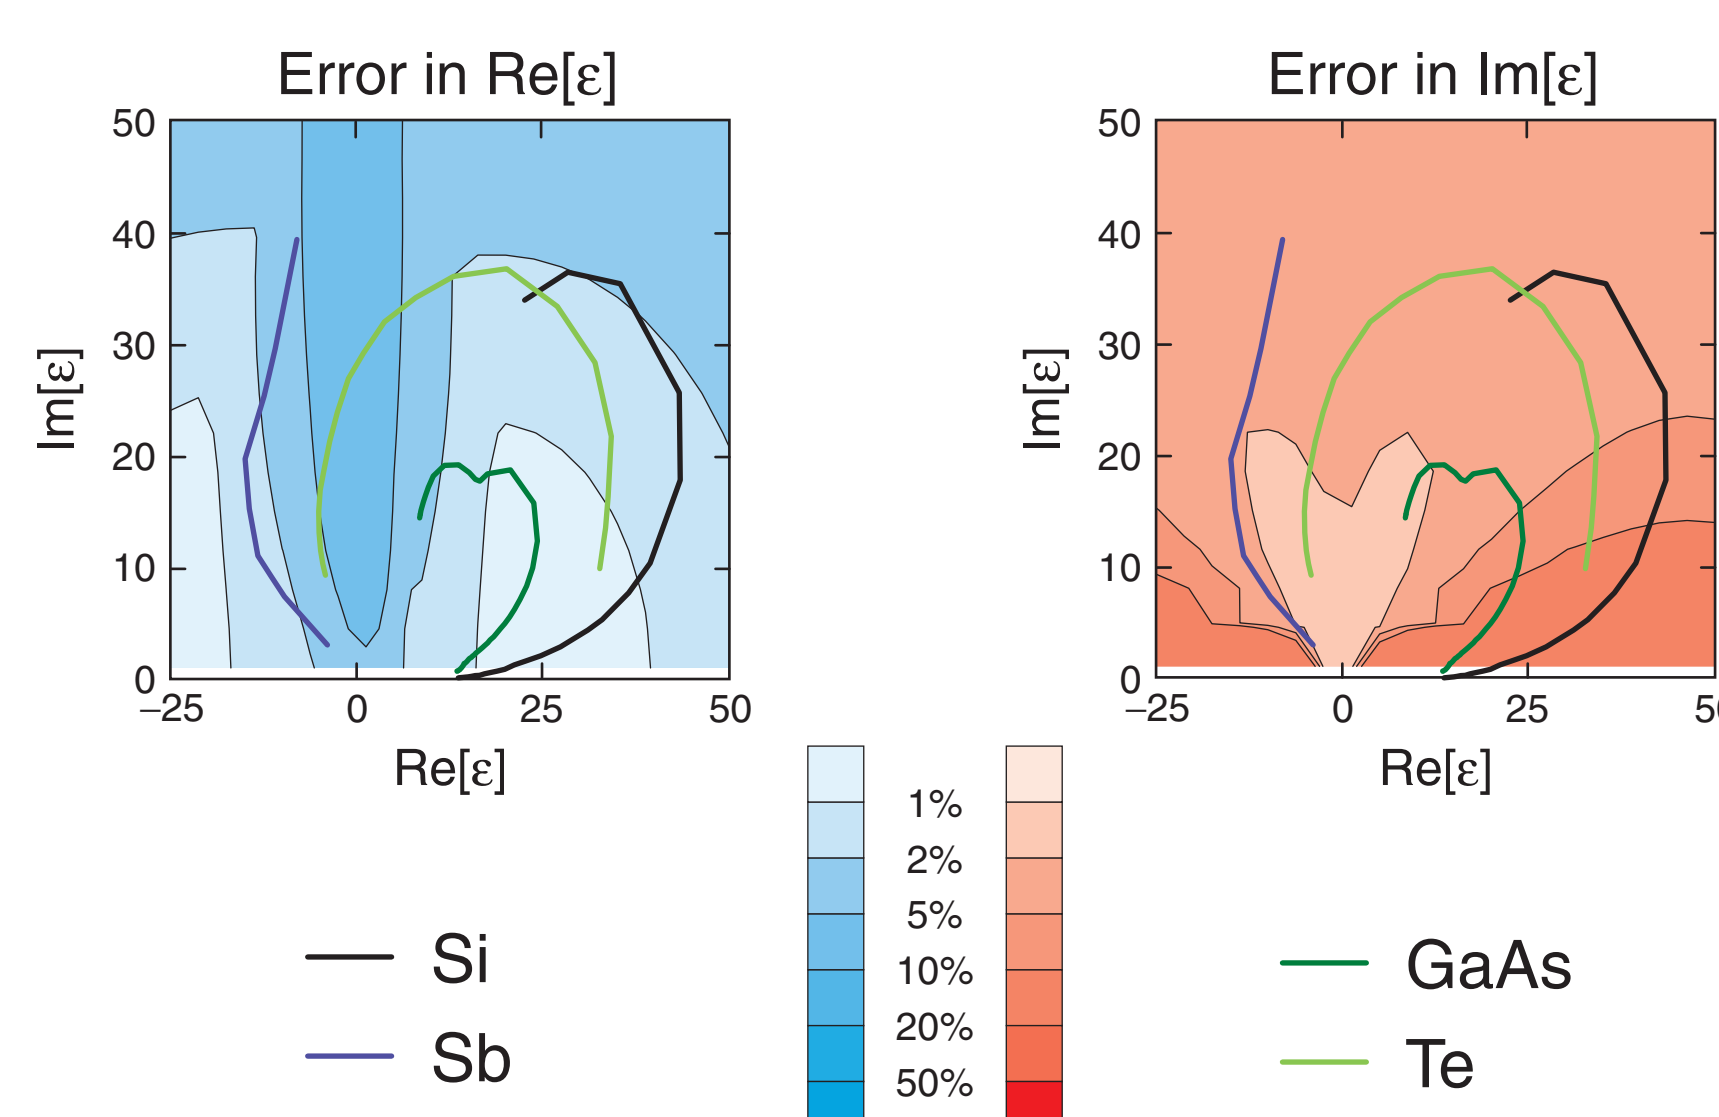 Error in Re[ε]
50
40
30
20
10
0
Im[ε]
−25 0 25 50
Re[ε]
Error in Im[ε]
50
40
30
20
10
0
Im[ε]
−25 0 25
Re[ε]
1%
2%
5%
10%
20%
50%
Si
Sb
GaAs
Te